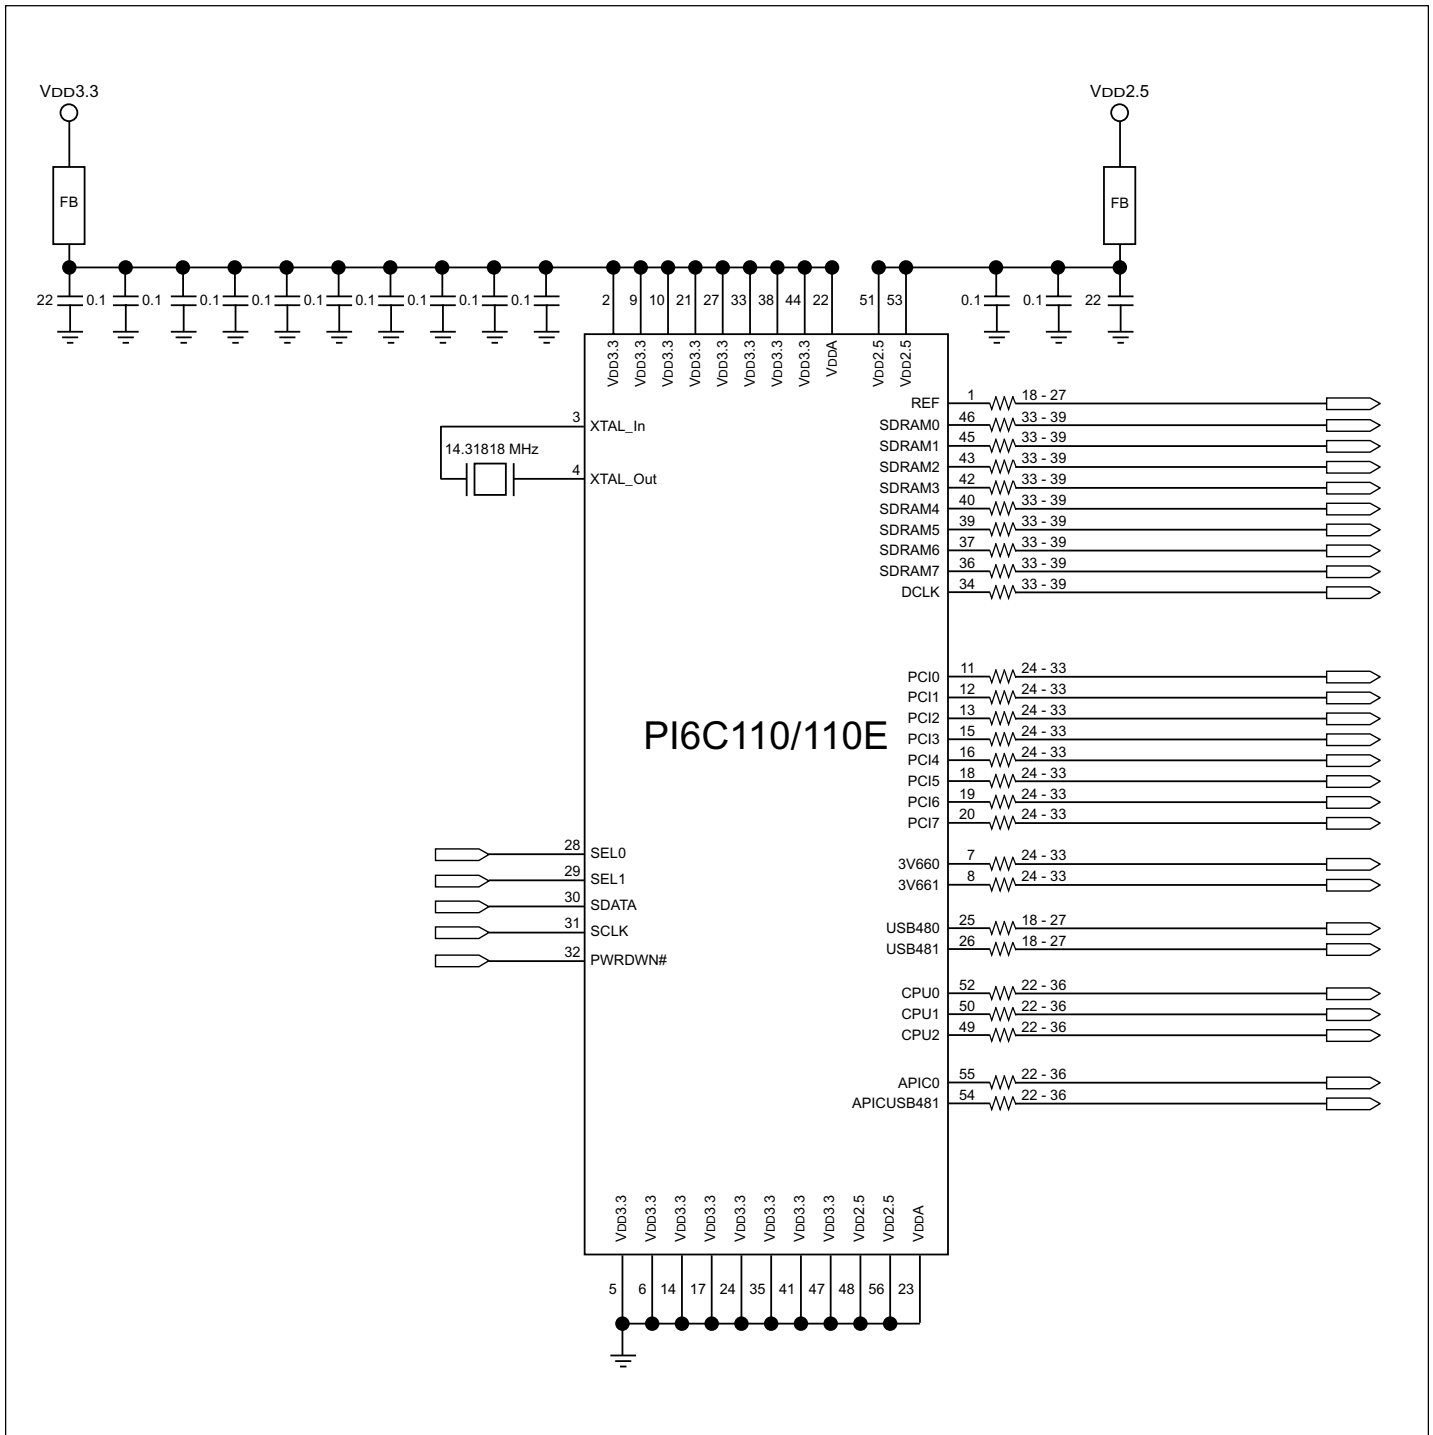 VDD3.3
VDD2.5
FB
FB
22 0.1 0.1 0.1 0.1 0.1 0.1 0.1 0.1 0.1
2 9 10 21 27 33 38 44 22 51 53
0.1 0.1 22
VDD3.3 VDD3.3 VDD3.3 VDD3.3 VDD3.3 VDD3.3 VDD3.3 VDD3.3 VDDA VDD2.5 VDD2.5
3 XTAL_In
14.31818 MHz
4 XTAL_Out
REF 1 18 - 27
SDRAM0 46 33 - 39
SDRAM1 45 33 - 39
SDRAM2 43 33 - 39
SDRAM3 42 33 - 39
SDRAM4 40 33 - 39
SDRAM5 39 33 - 39
SDRAM6 37 33 - 39
SDRAM7 36 33 - 39
DCLK 34 33 - 39
PI6C110/110E
PCI0 11 24 - 33
PCI1 12 24 - 33
PCI2 13 24 - 33
PCI3 15 24 - 33
PCI4 16 24 - 33
PCI5 18 24 - 33
PCI6 19 24 - 33
PCI7 20 24 - 33
28 SEL0
29 SEL1
30 SDATA
31 SCLK
32 PWRDWN#
3V660 7 24 - 33
3V661 8 24 - 33
USB480 25 18 - 27
USB481 26 18 - 27
CPU0 52 22 - 36
CPU1 50 22 - 36
CPU2 49 22 - 36
APIC0 55 22 - 36
APICUSB481 54 22 - 36
VDD3.3 VDD3.3 VDD3.3 VDD3.3 VDD3.3 VDD3.3 VDD3.3 VDD3.3 VDD2.5 VDD2.5 VDDA
5 6 14 17 24 35 41 47 48 56 23